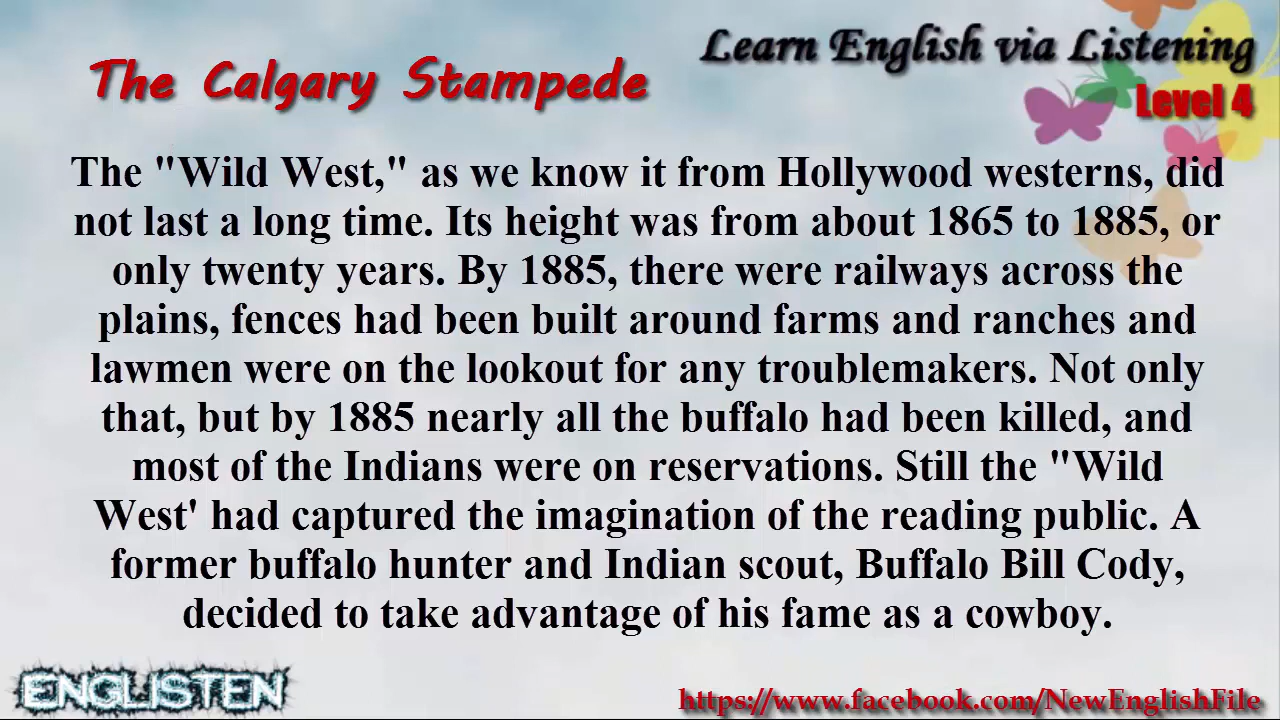 Learn English via Listening
The Calgary Stampede
Level 4
The "Wild West," as we know it from Hollywood westerns, did
not last a long time. Its height was from about 1865 to 1885, or
only twenty years. By 1885, there were railways across the
plains, fences had been built around farms and ranches and
lawmen were on the lookout for any troublemakers. Not only
that, but by 1885 nearly all the buffalo had been killed, and
most of the Indians were on reservations. Still the "Wild
West' had captured the imagination of the reading public. A
former buffalo hunter and Indian scout, Buffalo Bill Cody,
decided to take advantage of his fame as a cowboy.
ENGLISTEN
https://www.facebook.com/NewEnglishFile